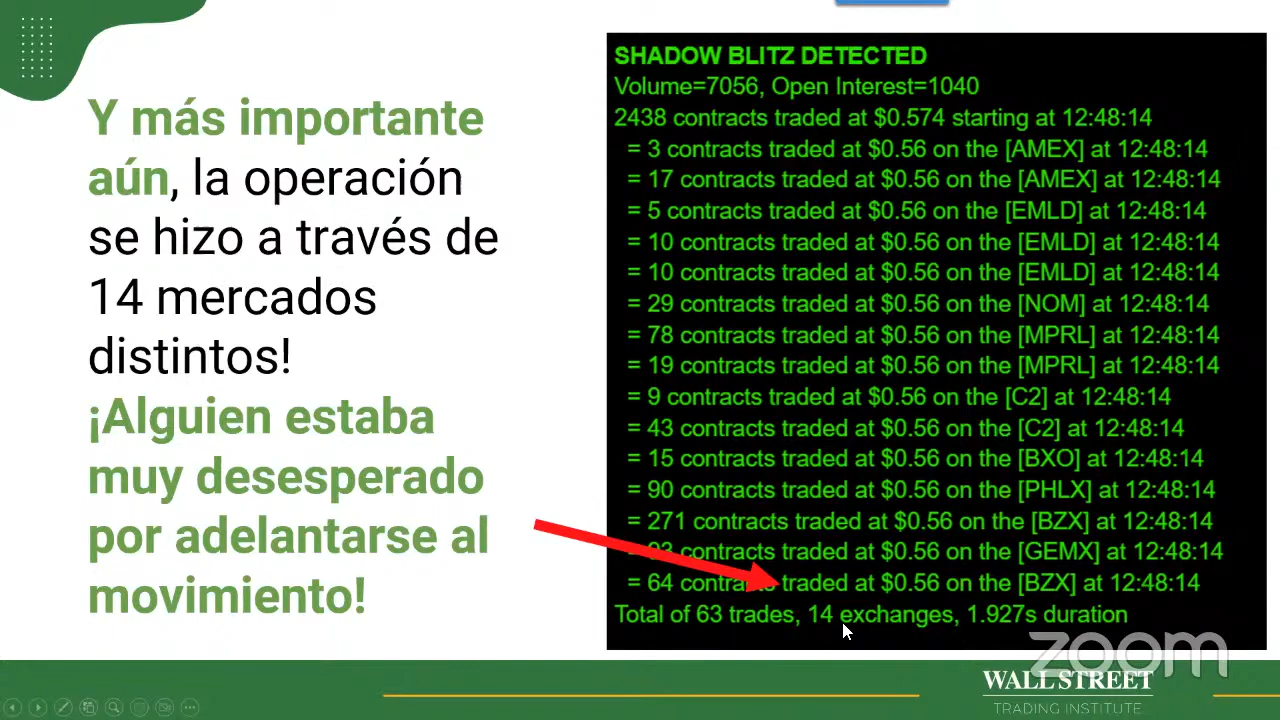 Y más importante
aún, la operación
se hizo a través de
14 mercados
distintos!
¡Alguien estaba
muy desesperado
por adelantarse al
movimiento!
SHADOW BLITZ DETECTED
Volume=7056, Open Interest=1040
2438 contracts traded at $0.574 starting at 12:48:14
= 3 contracts traded at $0.56 on the [AMEX] at 12:48:14
= 17 contracts traded at $0.56 on the [AMEX] at 12:48:14
= 5 contracts traded at $0.56 on the [EMLD] at 12:48:14
= 10 contracts traded at $0.56 on the [EMLD] at 12:48:14
= 10 contracts traded at $0.56 on the [EMLD] at 12:48:14
= 29 contracts traded at $0.56 on the [NOM] at 12:48:14
= 78 contracts traded at $0.56 on the [MPRL] at 12:48:14
= 19 contracts traded at $0.56 on the [MPRL] at 12:48:14
= 9 contracts traded at $0.56 on the [C2] at 12:48:14
= 43 contracts traded at $0.56 on the [C2] at 12:48:14
= 15 contracts traded at $0.56 on the [BXO] at 12:48:14
= 90 contracts traded at $0.56 on the [PHLX] at 12:48:14
= 271 contracts traded at $0.56 on the [BZX] at 12:48:14
= contracts traded at $0.56 on the [GEMX] at 12:48:14
= 64 contracts traded at $0.56 on the [BZX] at 12:48:14
Total of 63 trades, 14 exchanges, 1.927s duration
zoom
WALL STREET
TRADING INSTITUTE